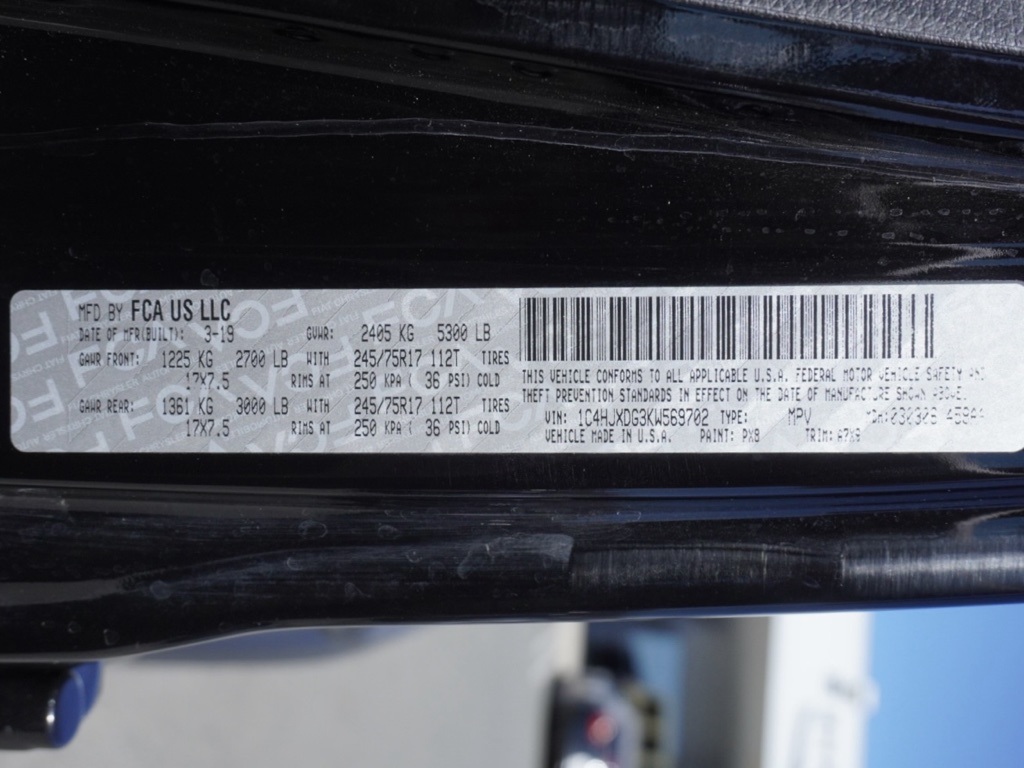 MFD BY FCA US LLC
DATE OF MFR(BUILT): 3-19 GVWR: 2405 KG 5300 LB
GAWR FRONT: 1225 KG 2700 LB WITH 245/75R17 112T TIRES
17X7.5 RIMS AT 250 KPA ( 36 PSI) COLD
GAWR REAR: 1361 KG 3000 LB WITH 245/75R17 112T TIRES
17X7.5 RIMS AT 250 KPA ( 36 PSI) COLD
THIS VEHICLE CONFORMS TO ALL APPLICABLE U.S.A. FEDERAL MOTOR VEHICLE SAFETY AND
THEFT PREVENTION STANDARDS IN EFFECT ON THE DATE OF MANUFACTURE SHOWN ABOVE.
VIN: 1C4HJXDG3KW569702 TYPE: MPV
VEHICLE MADE IN U.S.A. PAINT: PX8 TRIM: A7X9